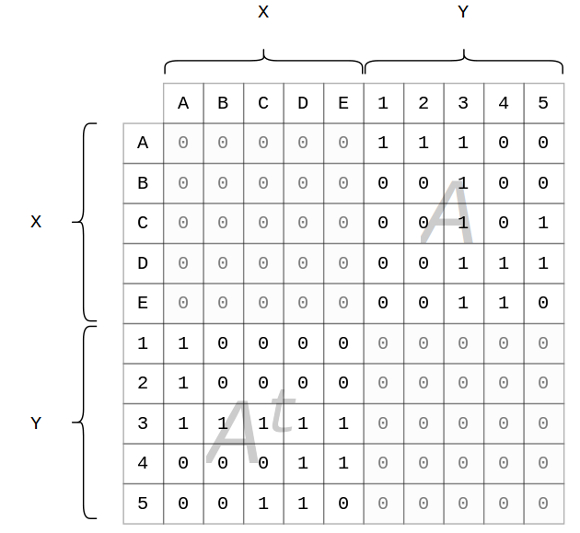 X Y
A B C D E 1 2 3 4 5
A 0 0 0 0 0 1 1 1 0 0
B 0 0 0 0 0 0 0 1 0 0
C 0 0 0 0 0 0 0 1 0 1
D 0 0 0 0 0 0 0 1 1 1
E 0 0 0 0 0 0 0 1 1 0
1 1 0 0 0 0 0 0 0 0 0
2 1 0 0 0 0 0 0 0 0 0
3 1 1 1 1 1 0 0 0 0 0
4 0 0 0 1 1 0 0 0 0 0
5 0 0 1 1 0 0 0 0 0 0
X
Y
A
A^t